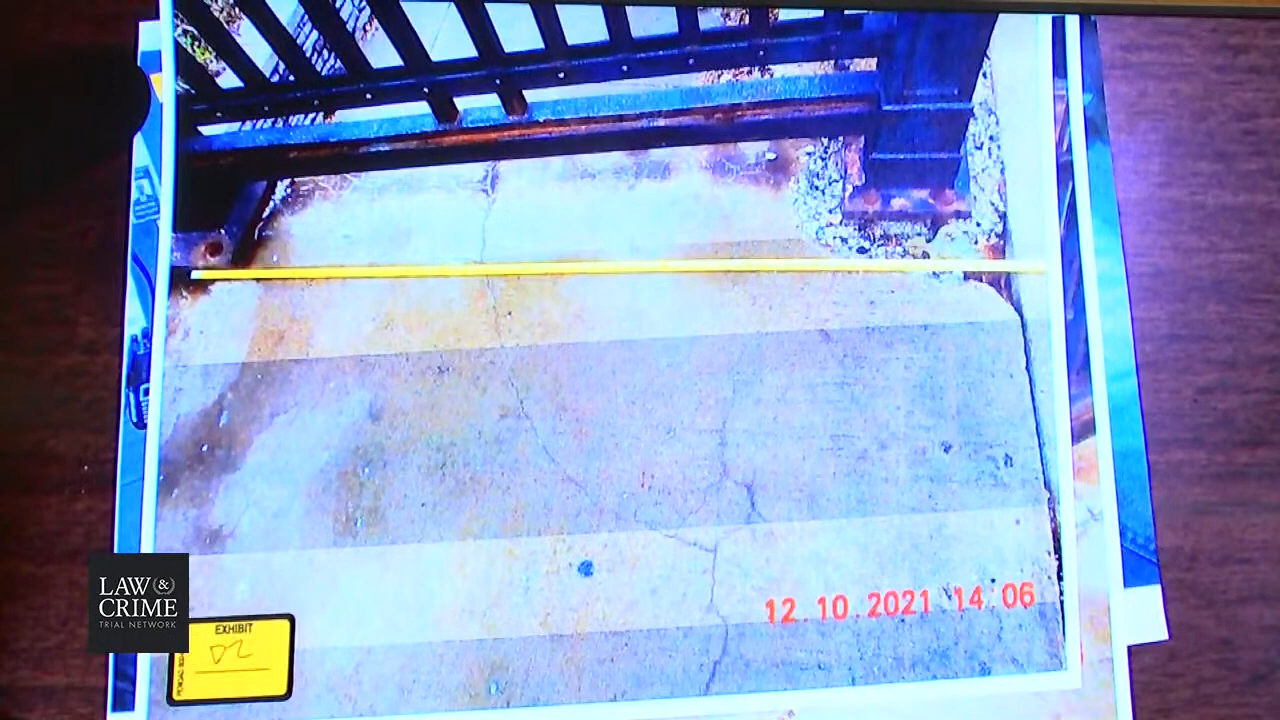 12.10.2021 14:06
LAW &
CRIME
TRIAL NETWORK
EXHIBIT
D2